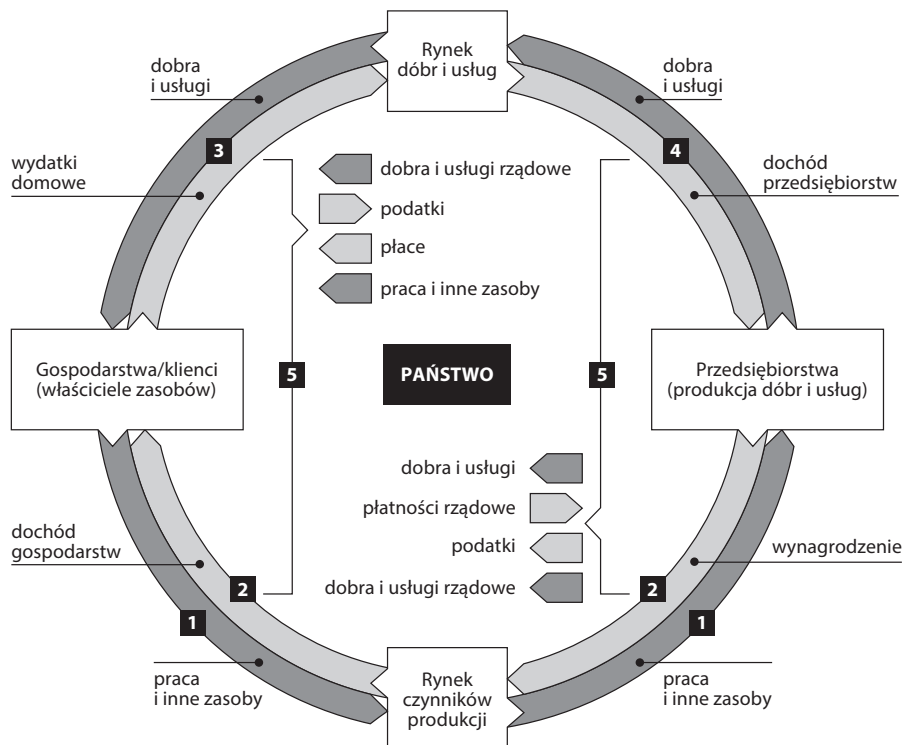 Rynek
dóbr i usług
dobra
i usługi
dobra
i usługi
3
4
wydatki
domowe
dochód
przedsiębiorstw
dobra i usługi rządowe
podatki
płace
praca i inne zasoby
Gospodarstwa/klienci
(właściciele zasobów)
5
PAŃSTWO
5
Przedsiębiorstwa
(produkcja dóbr i usług)
dobra i usługi
płatności rządowe
podatki
dobra i usługi rządowe
dochód
gospodarstw
wynagrodzenie
2
2
1
1
praca
i inne zasoby
praca
i inne zasoby
Rynek
czynników
produkcji